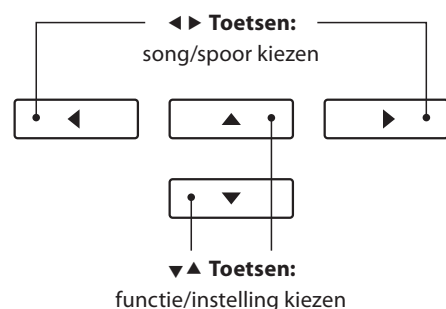 ◀ ▶ Toetsen:
song/spoor kiezen
▼ ▲ Toetsen:
functie/instelling kiezen